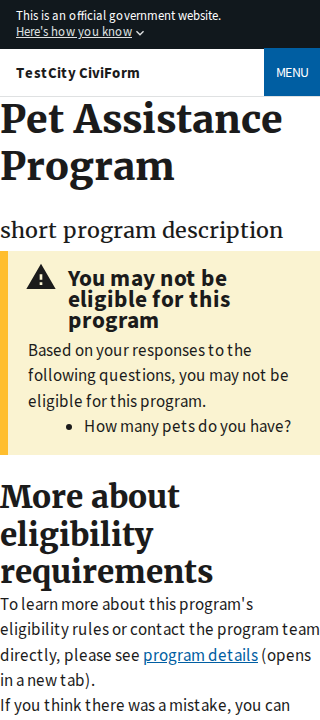 This is an official government website.
Here's how you know
TestCity CiviForm
MENU
Pet Assistance
Program
short program description
You may not be
eligible for this
program
Based on your responses to the
following questions, you may not be
eligible for this program.
• How many pets do you have?
More about
eligibility
requirements
To learn more about this program's
eligibility rules or contact the program team
directly, please see program details (opens
in a new tab).
If you think there was a mistake, you can